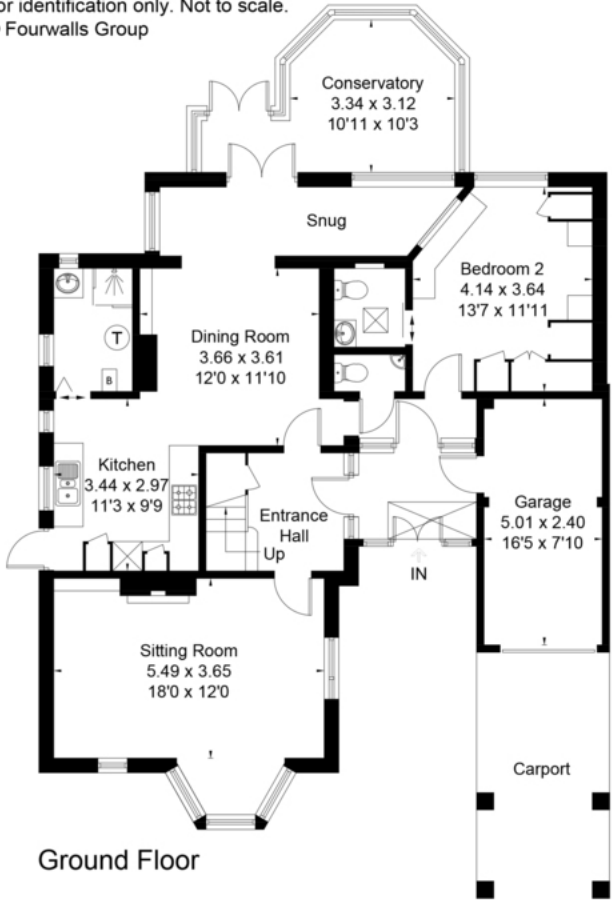 or identification only. Not to scale.
Fourwalls Group
Conservatory
3.34 x 3.12
10'11 x 10'3
Snug
Bedroom 2
4.14 x 3.64
13'7 x 11'11
T
B
Dining Room
3.66 x 3.61
12'0 x 11'10
Kitchen
3.44 x 2.97
11'3 x 9'9
Entrance
Hall
Up
IN
Garage
5.01 x 2.40
16'5 x 7'10
Sitting Room
5.49 x 3.65
18'0 x 12'0
Carport
Ground Floor